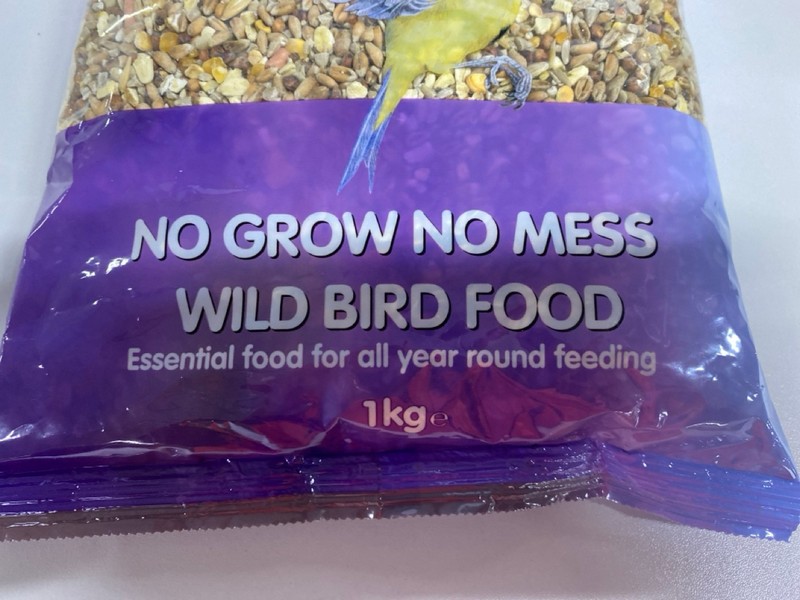 NO GROW NO MESS
WILD BIRD FOOD
Essential food for all year round feeding
1kg℮